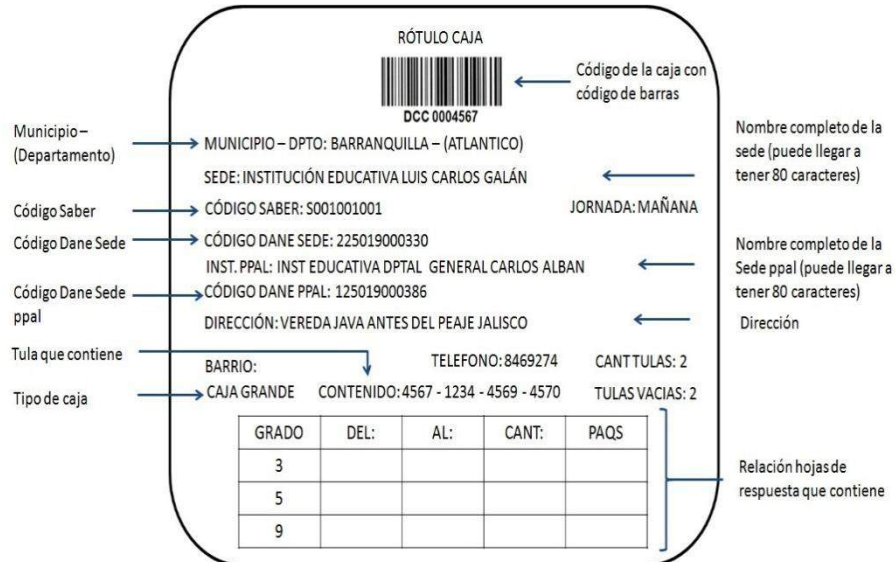 RÓTULO CAJA
Código de la caja con
código de barras
DCC 0004567
Municipio –
(Departamento)
MUNICIPIO – DPTO: BARRANQUILLA – (ATLANTICO)
Nombre completo de la
sede (puede llegar a
tener 80 caracteres)
SEDE: INSTITUCIÓN EDUCATIVA LUIS CARLOS GALÁN
Código Saber
CÓDIGO SABER: S001001001 JORNADA: MAÑANA
Código Dane Sede
CÓDIGO DANE SEDE: 225019000330
Nombre completo de la
Sede ppal (puede llegar a
tener 80 caracteres)
INST. PPAL: INST EDUCATIVA DPTAL GENERAL CARLOS ALBAN
Código Dane Sede
ppal
CÓDIGO DANE PPAL: 125019000386
DIRECCIÓN: VEREDA JAVA ANTES DEL PEAJE JALISCO
Dirección
Tula que contiene
BARRIO: TELEFONO: 8469274 CANT TULAS: 2
Tipo de caja
CAJA GRANDE CONTENIDO: 4567 - 1234 - 4569 - 4570 TULAS VACIAS: 2
GRADO DEL: AL: CANT: PAQS
3
5
9
Relación hojas de
respuesta que contiene